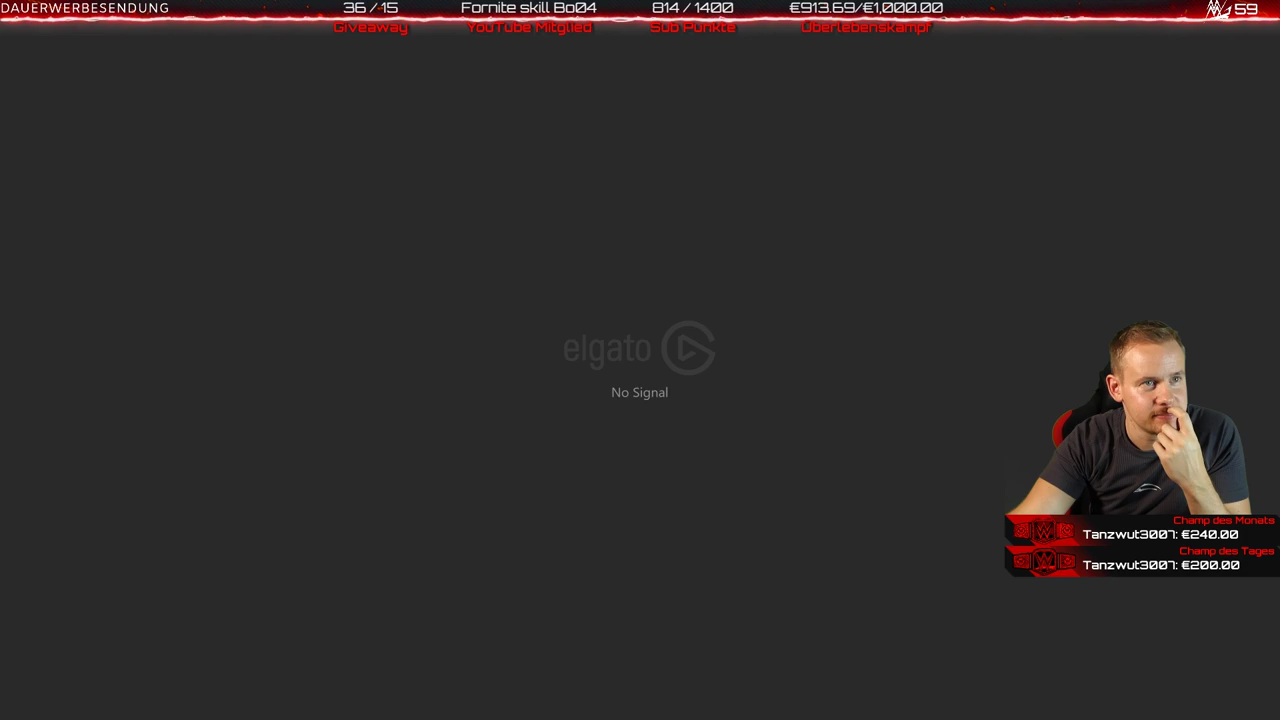 DAUERWERBESENDUNG
36 / 15
Giveaway
Fornite skill Bo04
YouTube Mitglied
814 / 1400
Sub Punkte
€913.69/€1,000.00
Überlebenskampf
59
elgato
No Signal
Champ des Monats
Tanzwut3007: €240.00
Champ des Tages
Tanzwut3007: €200.00